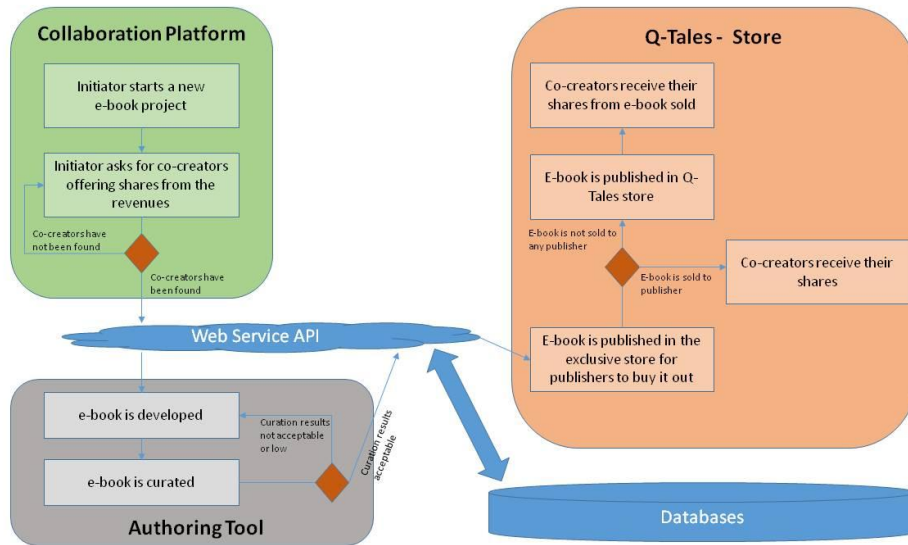 Collaboration Platform
Initiator starts a new
e-book project
Initiator asks for co-creators
offering shares from the
revenues
Co-creators have
not been found
Co-creators have
been found
Web Service API
e-book is developed
Curation results
not acceptable
or low
e-book is curated
Curation results
acceptable
Authoring Tool
Q-Tales - Store
Co-creators receive their
shares from e-book sold
E-book is published in Q-
Tales store
E-book is not sold to
any publisher
E-book is sold to
publisher
Co-creators receive their
shares
E-book is published in the
exclusive store for
publishers to buy it out
Databases